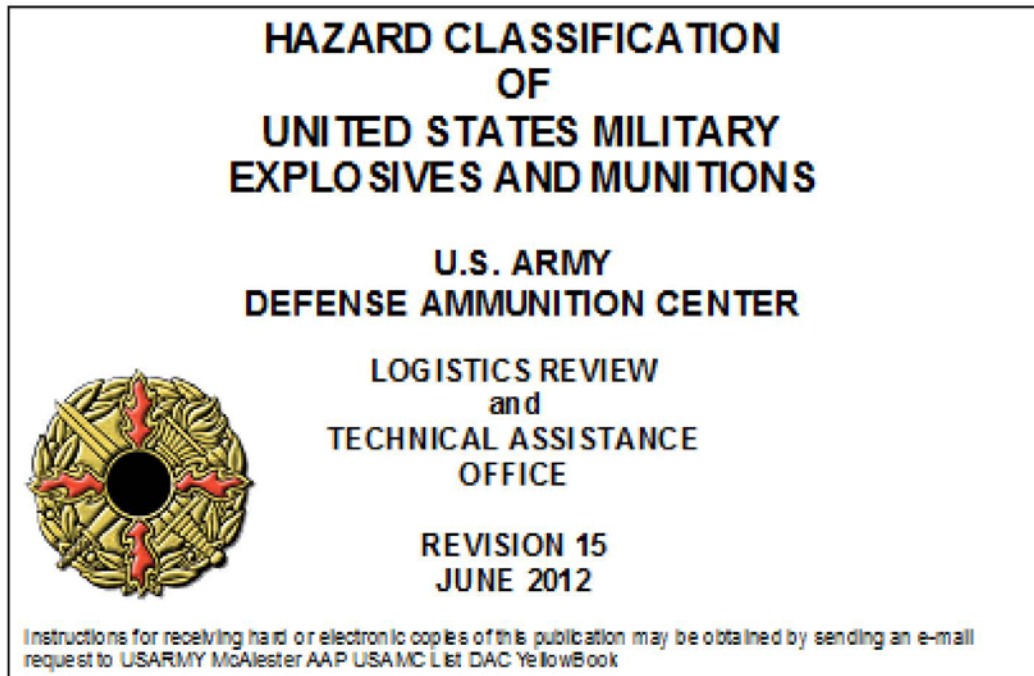 HAZARD CLASSIFICATION
OF
UNITED STATES MILITARY
EXPLOSIVES AND MUNITIONS
U.S. ARMY
DEFENSE AMMUNITION CENTER
LOGISTICS REVIEW
and
TECHNICAL ASSISTANCE
OFFICE
REVISION 15
JUNE 2012
Instructions for receiving hard or electronic copies of this publication may be obtained by sending an e-mail
request to USARMY McAlester AAP USAMC List DAC YellowBook